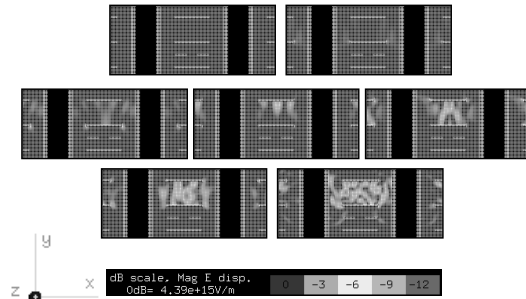 y
z x
dB scale. Mag E disp.
0dB= 4.39e+15V/m
0 -3 -6 -9 -12